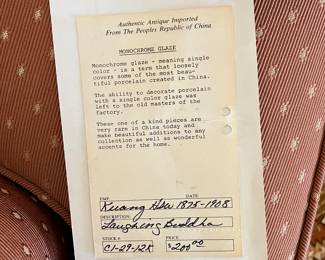 Authentic Antique Imported
From The Peoples Republic of China
MONOCHROME GLAZE
Monochrome glaze - meaning single
color - is a term that loosely
covers some of the most beau-
tiful porcelain created in China.
The ability to decorate porcelain
with a single color glaze was
left to the old masters of the
factory.
These one of a kind pieces are
very rare in China today and
make beautiful additions to any
collection as well as wonderful
accents for the home.
EMP. DATE
Kuang Hsu 1875-1908
DESCRIPTION
Laughing Buddha
STOCK # PRICE
C1-29-12K $200.00